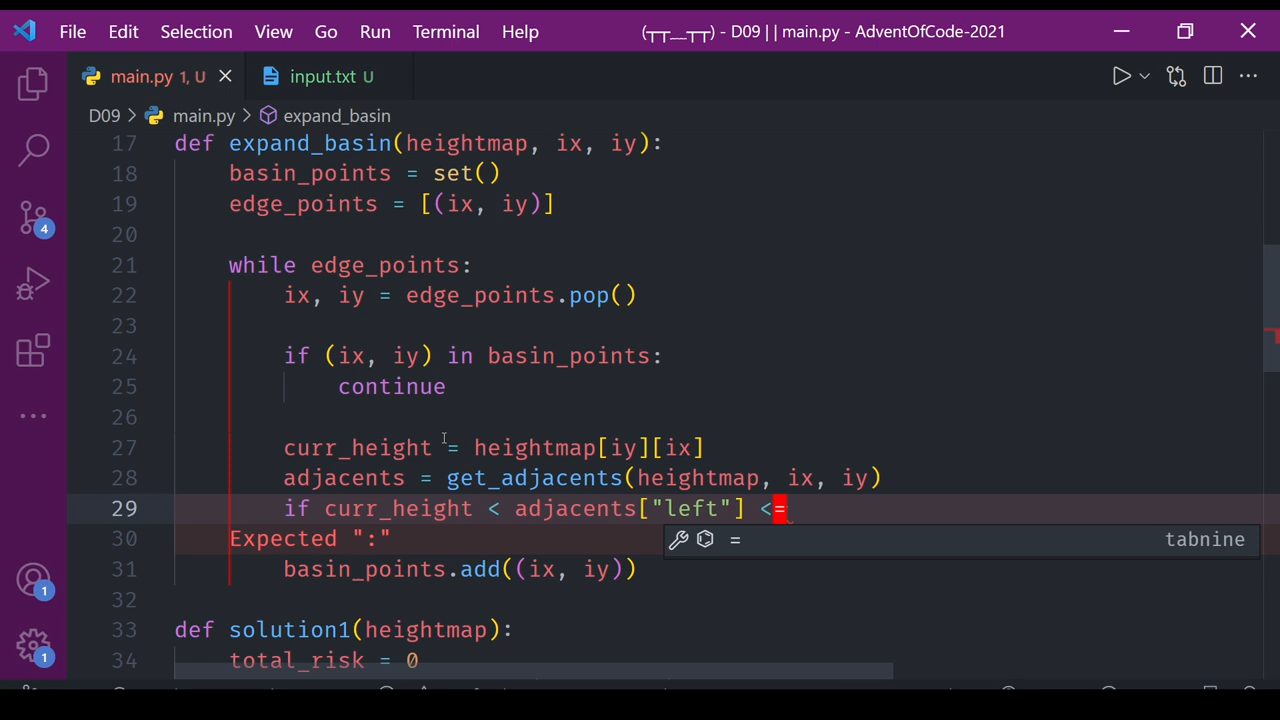 File Edit Selection View Go Run Terminal Help (┬┬__┬┬) - D09 | | main.py - AdventOfCode-2021
main.py 1, U input.txt U
D09 > main.py > expand_basin
17 def expand_basin(heightmap, ix, iy):
18 basin_points = set()
19 edge_points = [(ix, iy)]
20
21 while edge_points:
22 ix, iy = edge_points.pop()
23
24 if (ix, iy) in basin_points:
25 continue
26
27 curr_height = heightmap[iy][ix]
28 adjacents = get_adjacents(heightmap, ix, iy)
29 if curr_height < adjacents["left"] <=
30 Expected ":"
= tabnine
31 basin_points.add((ix, iy))
32
33 def solution1(heightmap):
34 total_risk = 0
4
1
1